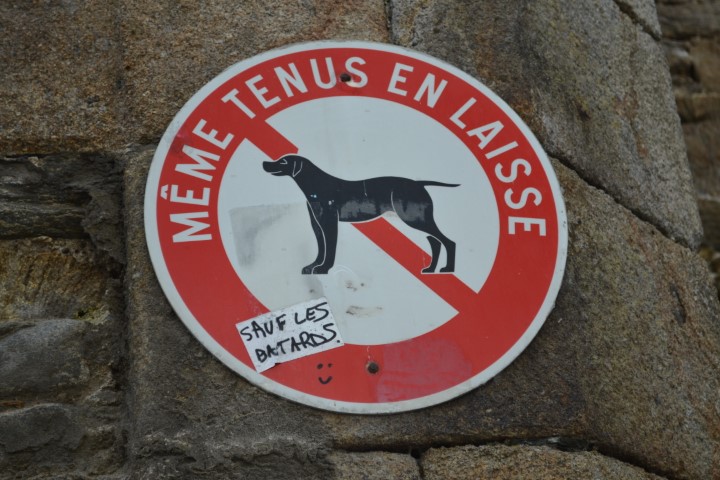 MÊME TENUS EN LAISSE
SAUF LES
BATARDS.